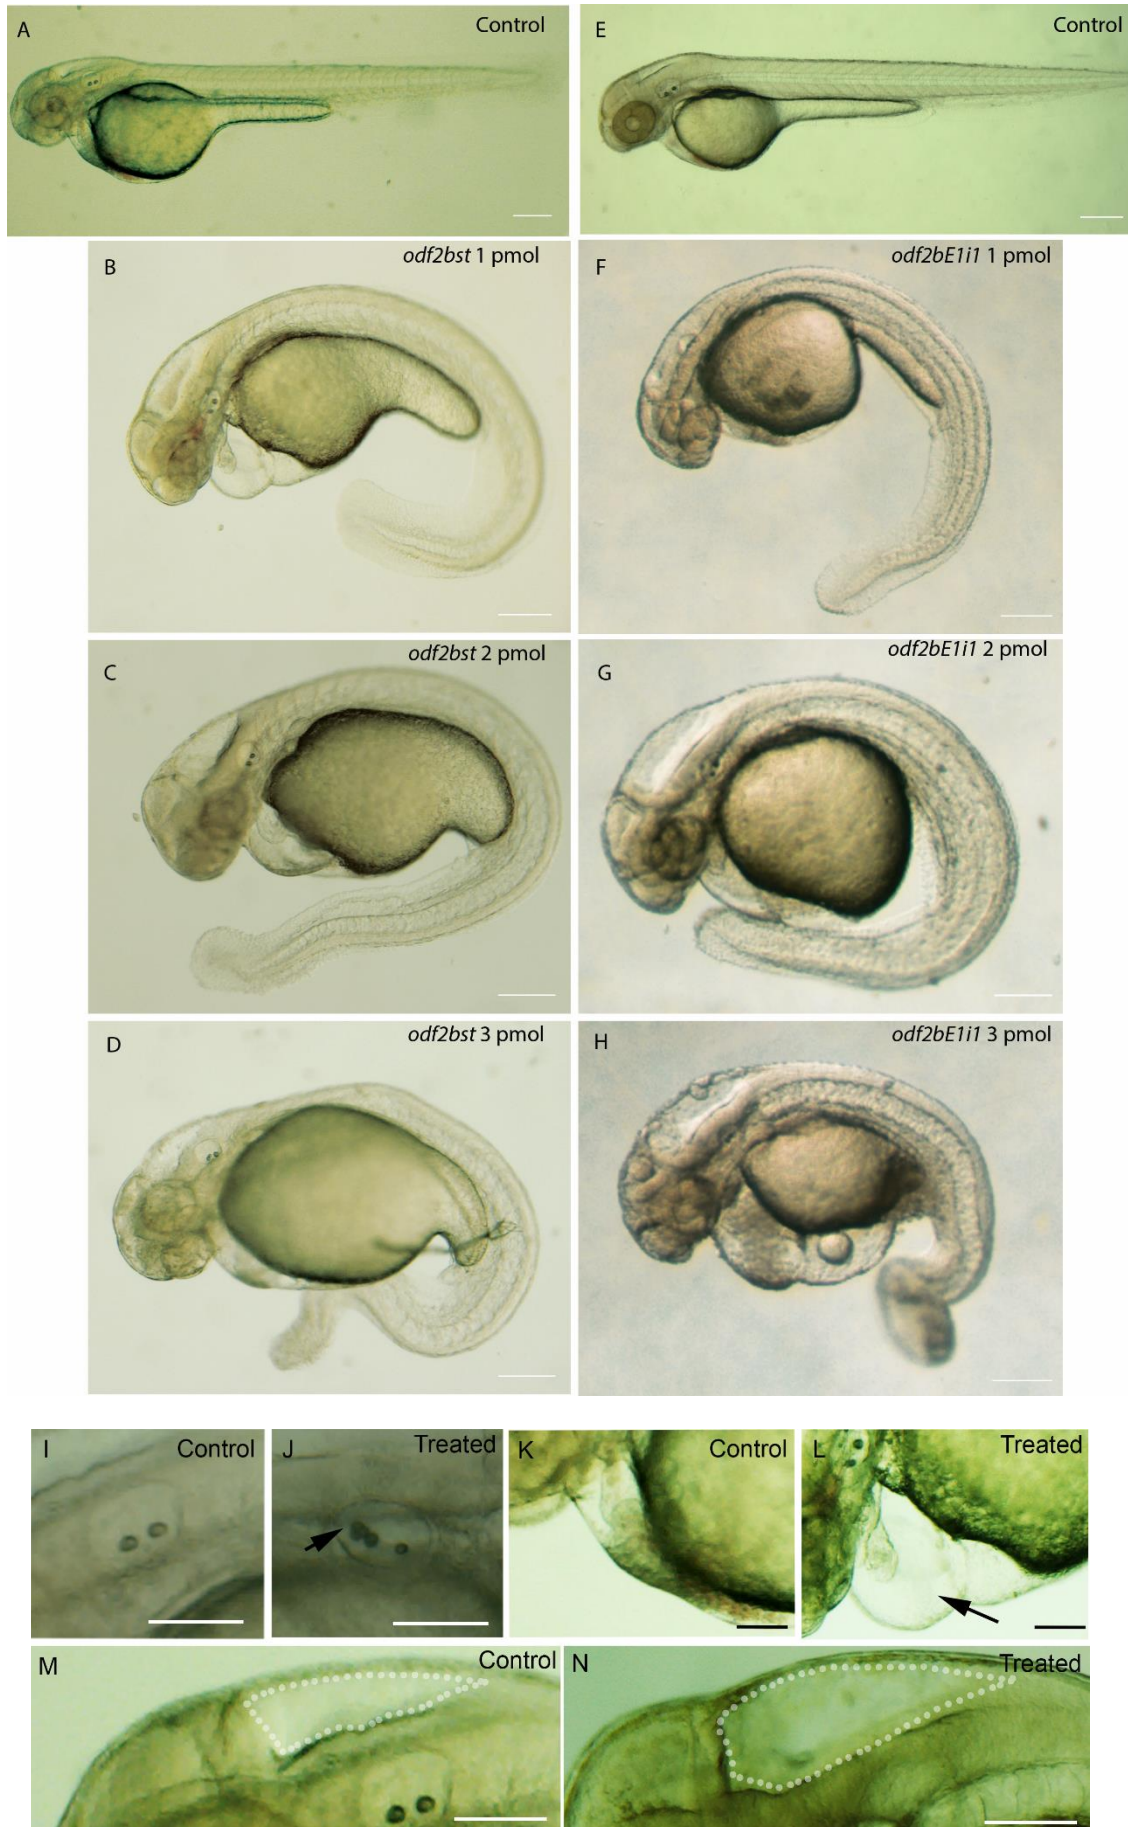 A Control
E Control
B odf2bst 1 pmol
F odf2bE1i1 1 pmol
C odf2bst 2 pmol
G odf2bE1i1 2 pmol
D odf2bst 3 pmol
H odf2bE1i1 3 pmol
I Control
J Treated
K Control
L Treated
M Control
N Treated